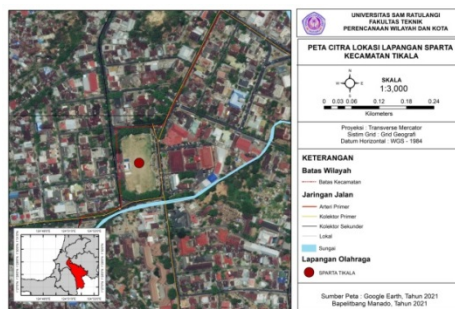 UNIVERSITAS SAM RATULANGI
FAKULTAS TEKNIK
PERENCANAAN WILAYAH DAN KOTA
PETA CITRA LOKASI LAPANGAN SPARTA
KECAMATAN TIKALA
SKALA
1:3,000
0 0.03 0.06 0.12 0.18 0.24
Kilometers
Proyeksi : Transverse Mercator
Sistim Grid : Grid Geografi
Datum Horizontal : WGS - 1984
KETERANGAN
Batas Wilayah
Batas Kecamatan
Jaringan Jalan
Arteri Primer
Kolektor Primer
Kolektor Sekunder
Lokal
Sungai
Lapangan Olahraga
SPARTA TIKALA
Sumber Peta : Google Earth, Tahun 2021
Bapelitbang Manado, Tahun 2021